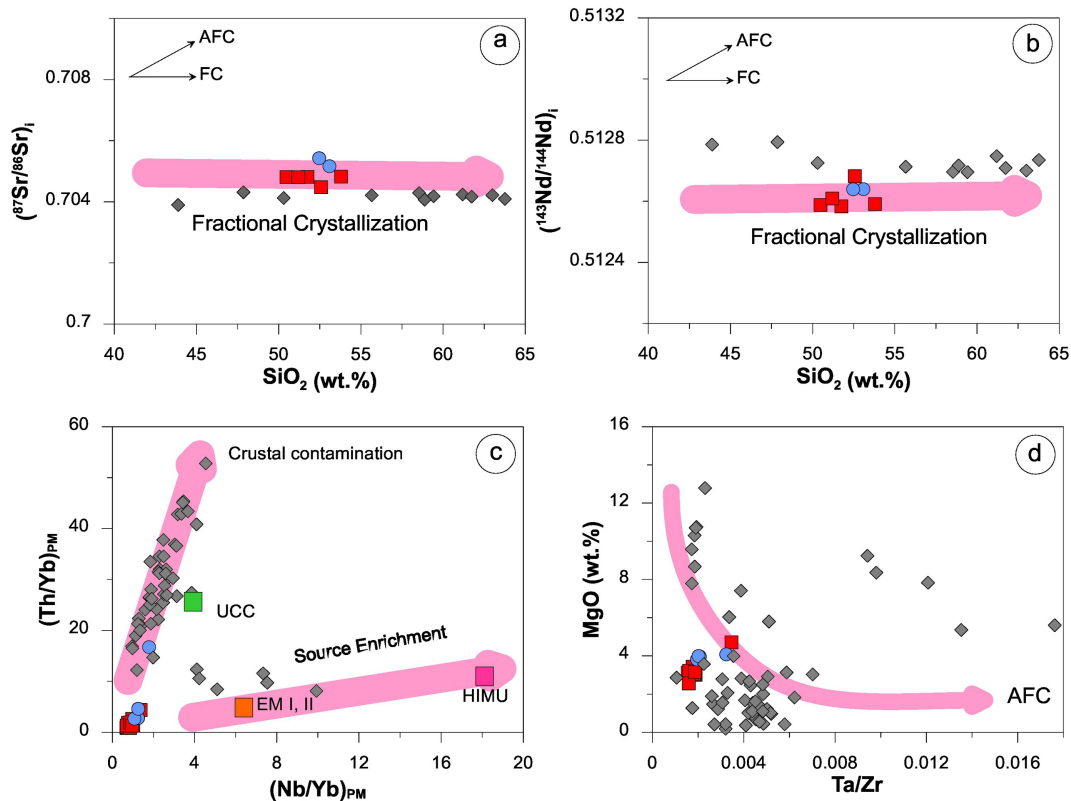 a
AFC
FC
0.708
0.704
0.7
(⁸⁷Sr/⁸⁶Sr)ᵢ
Fractional Crystallization
40 45 50 55 60 65
SiO₂ (wt.%)
b
0.5132
AFC
FC
0.5128
0.5124
(¹⁴³Nd/¹⁴⁴Nd)ᵢ
Fractional Crystallization
40 45 50 55 60 65
SiO₂ (wt.%)
c
60
40
20
0
(Th/Yb)PM
Crustal contamination
UCC
Source Enrichment
EM I, II
HIMU
0 4 8 12 16 20
(Nb/Yb)PM
d
16
12
8
4
0
MgO (wt.%)
AFC
0 0.004 0.008 0.012 0.016
Ta/Zr